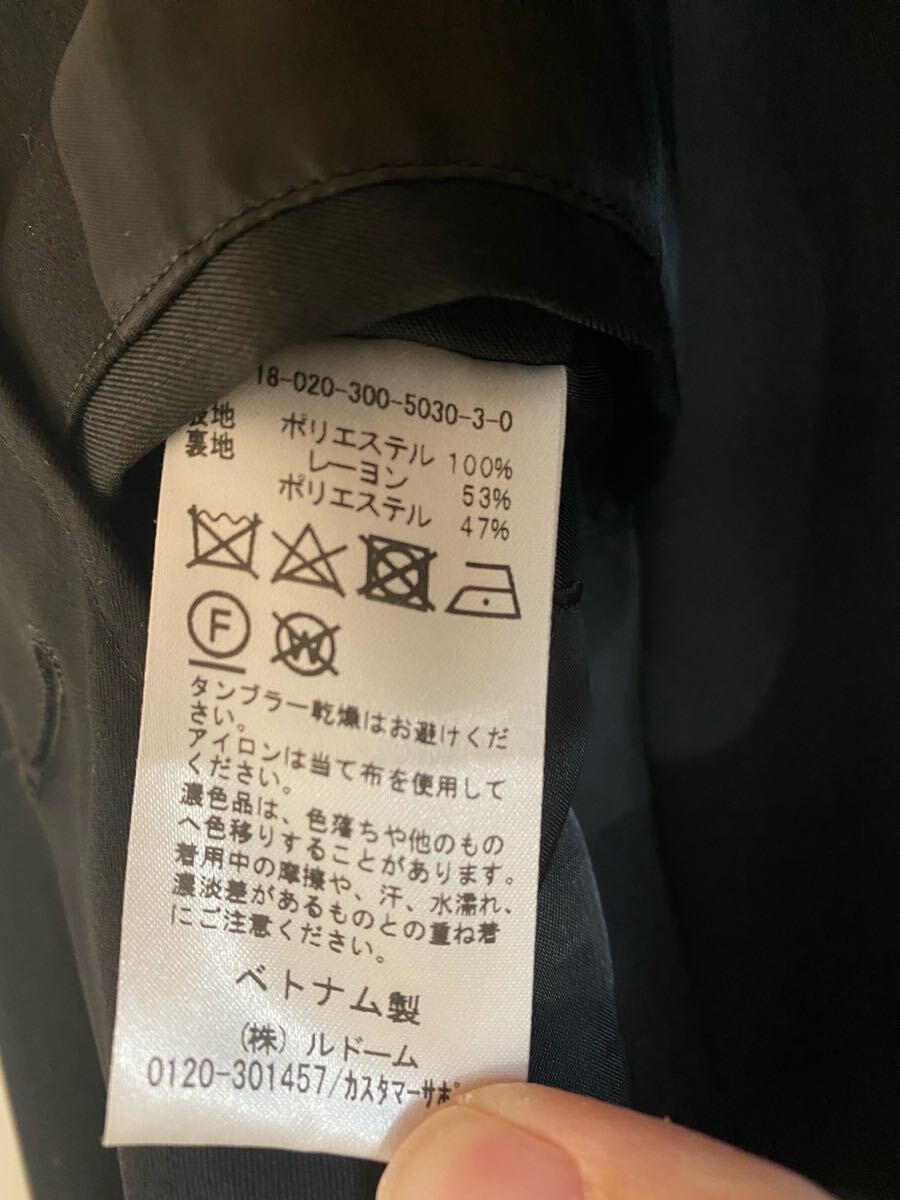 18-020-300-5030-3-0
表地 ポリエステル 100%
裏地 レーヨン 53%
ポリエステル 47%
F
W
タンブラー乾燥はお避けくだ
さい。
アイロンは当て布を使用して
ください。
濃色品は、色落ちや他のもの
へ色移りすることがあります。
着用中の摩擦や、汗、水濡れ、
濃淡差があるものとの重ね着
にご注意ください。
ベトナム製
(株) ルドーム
0120-301457/カスタマーサポ